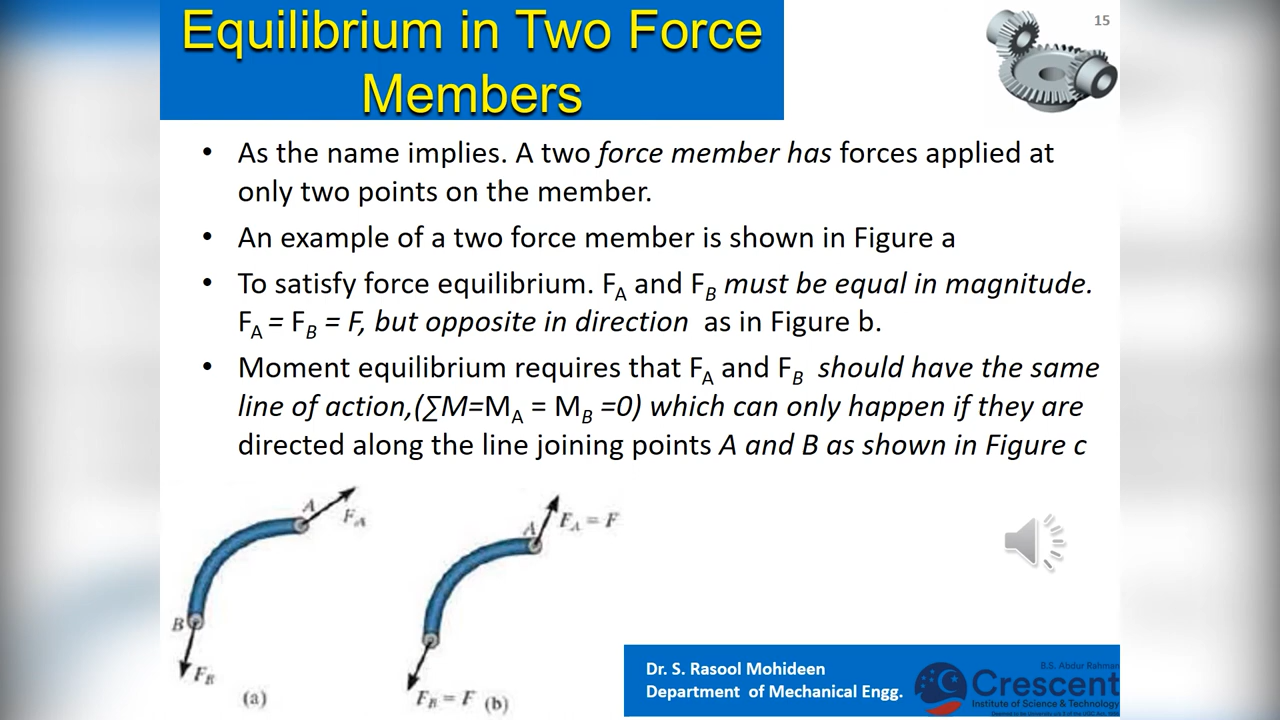 Equilibrium in Two Force
Members
15
• As the name implies. A two force member has forces applied at
only two points on the member.
• An example of a two force member is shown in Figure a
• To satisfy force equilibrium. FA and FB must be equal in magnitude.
FA = FB = F, but opposite in direction as in Figure b.
• Moment equilibrium requires that FA and FB should have the same
line of action,(∑M=MA = MB =0) which can only happen if they are
directed along the line joining points A and B as shown in Figure c
A
FA
B
FB
(a)
A
FA = F
FB = F (b)
Dr. S. Rasool Mohideen
Department of Mechanical Engg.
B.S. Abdur Rahman
Crescent
Institute of Science & Technology